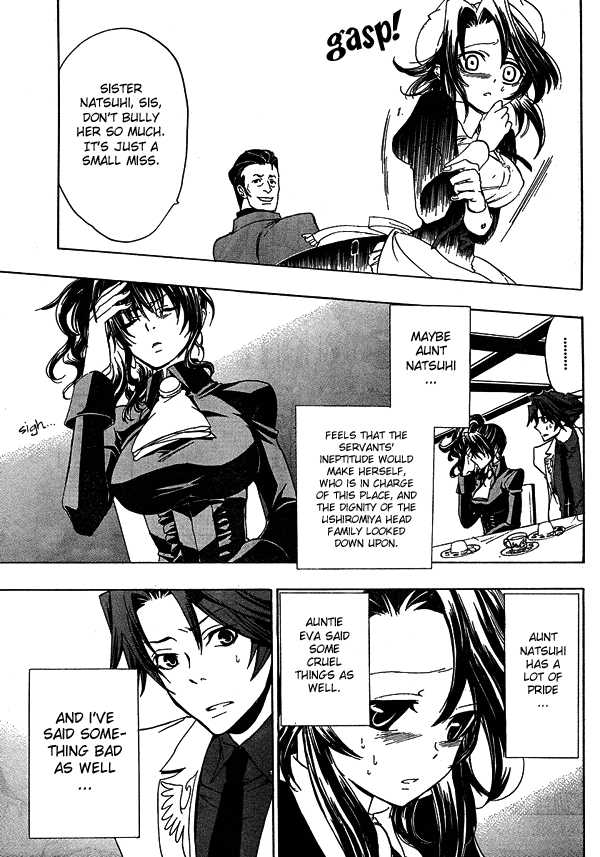 gasp!
SISTER
NATSUHI, SIS,
DON'T BULLY
HER SO MUCH.
IT'S JUST A
SMALL MISS.
..........
MAYBE
AUNT
NATSUHI
...
FEELS THAT THE
SERVANTS'
INEPTITUDE WOULD
MAKE HERSELF,
WHO IS IN CHARGE
OF THIS PLACE, AND
THE DIGNITY OF THE
USHIROMIYA HEAD
FAMILY LOOKED
DOWN UPON.
sigh...
AUNT
NATSUHI
HAS A
LOT OF
PRIDE
...
AUNTIE
EVA SAID
SOME
CRUEL
THINGS AS
WELL.
AND I'VE
SAID SOME-
THING BAD
AS WELL
...